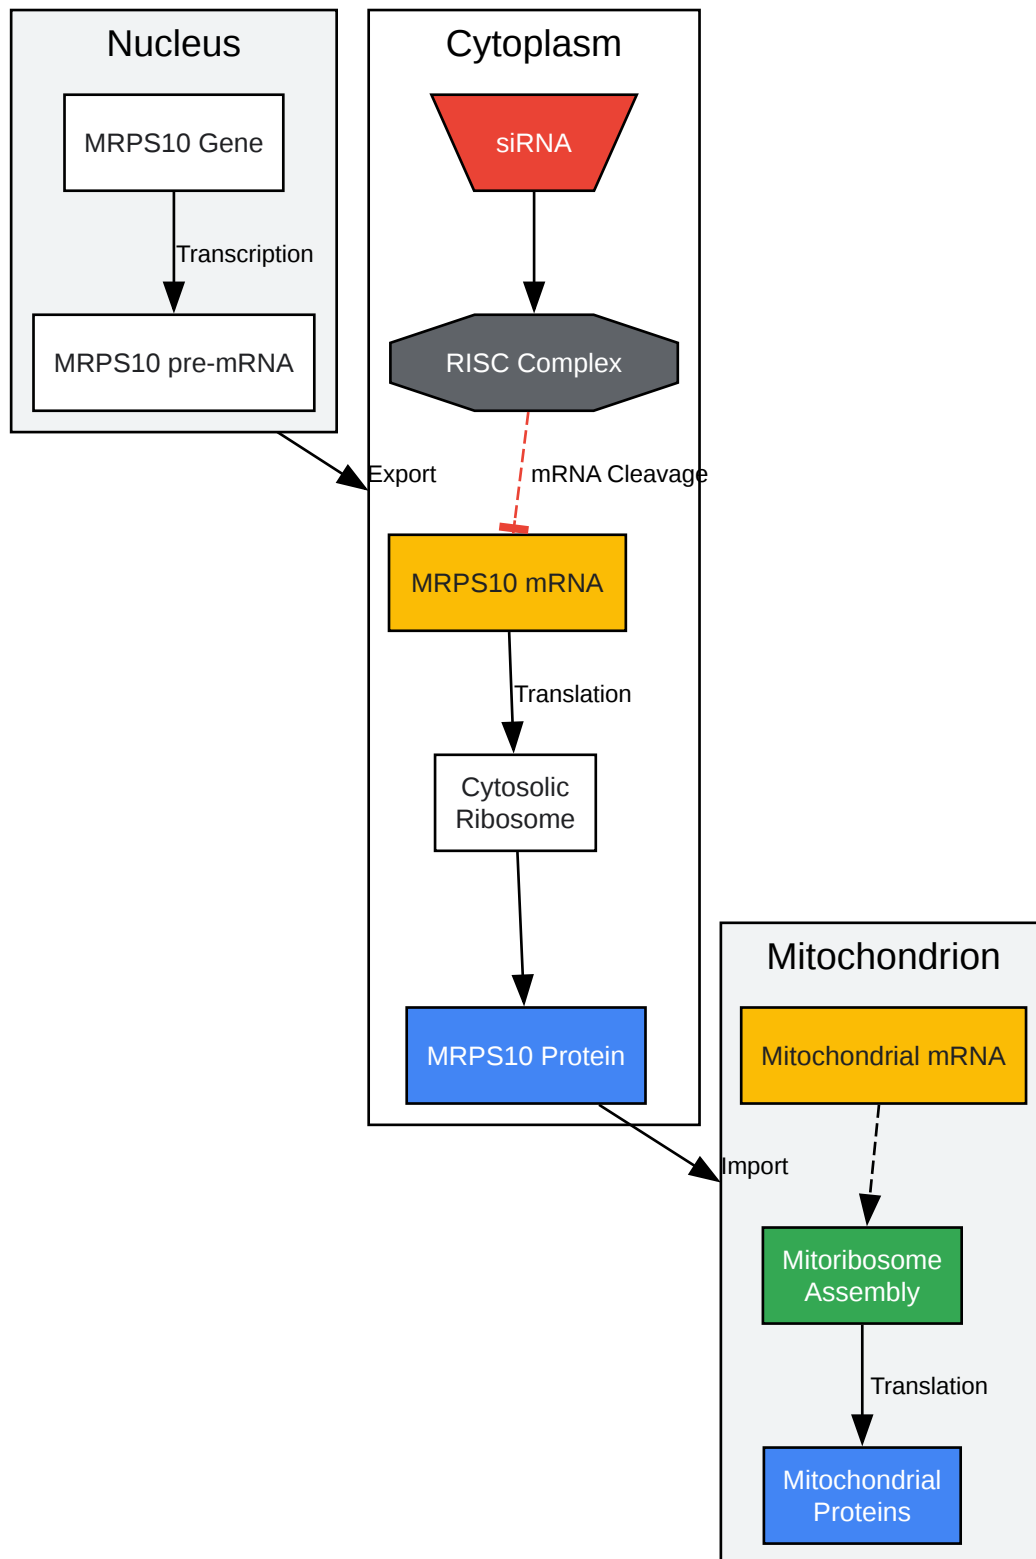 Nucleus
MRPS10 Gene
Transcription
MRPS10 pre-mRNA
Export
Cytoplasm
siRNA
RISC Complex
mRNA Cleavage
MRPS10 mRNA
Translation
Cytosolic
Ribosome
MRPS10 Protein
Import
Mitochondrion
Mitochondrial mRNA
Mitoribosome
Assembly
Translation
Mitochondrial
Proteins